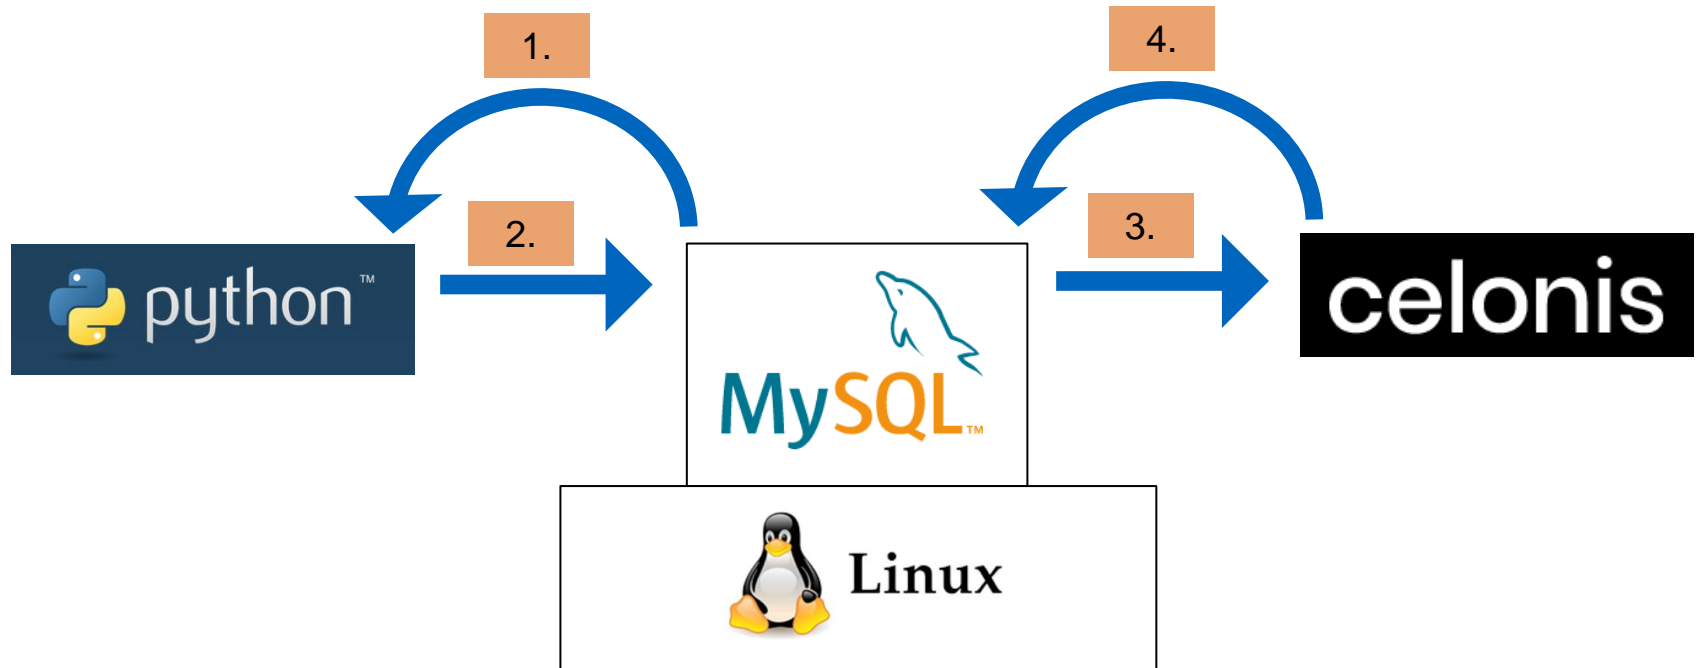 1.
4.
2.
3.
python™
celonis
MySQL™
Linux